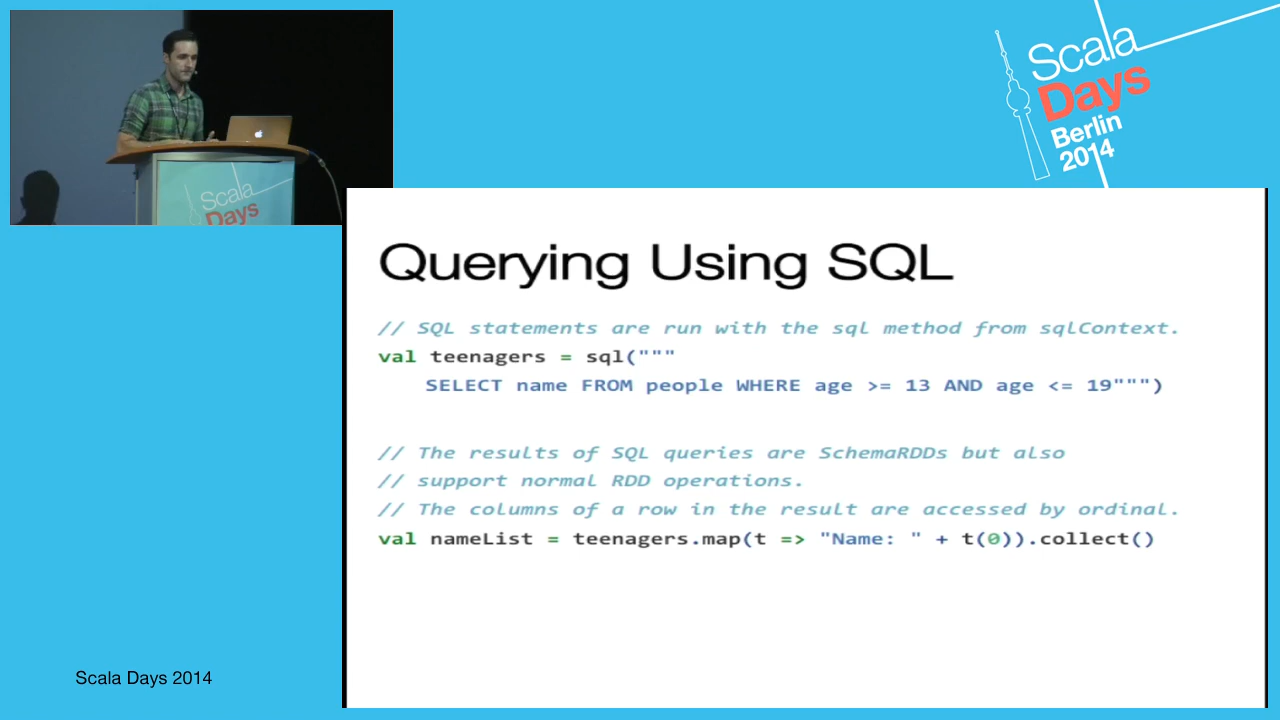 Scala
Days
Berlin
2014
Scala
Days
Querying Using SQL
// SQL statements are run with the sql method from sqlContext.
val teenagers = sql("""
SELECT name FROM people WHERE age >= 13 AND age <= 19""")
// The results of SQL queries are SchemaRDDs but also
// support normal RDD operations.
// The columns of a row in the result are accessed by ordinal.
val nameList = teenagers.map(t => "Name: " + t(0)).collect()
Scala Days 2014